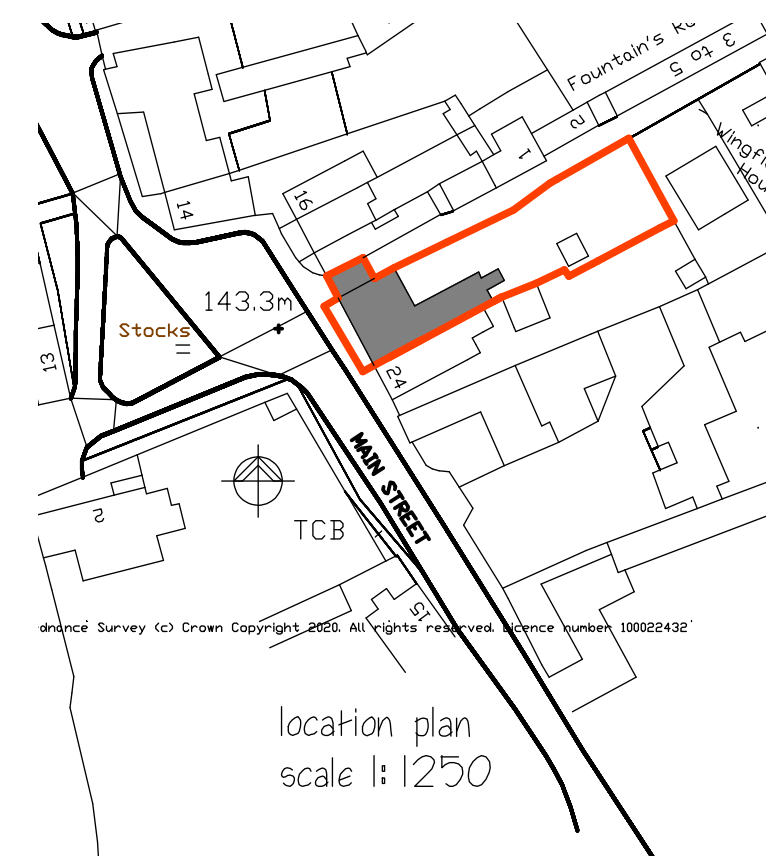 Fountain's
3 to 5
2
1
Wingfi
Hou
16
14
143.3m
Stocks
13
24
MAIN STREET
2
TCB
15
dnance Survey (c) Crown Copyright 2020. All rights reserved. Licence number 100022432
location plan
scale 1:1250